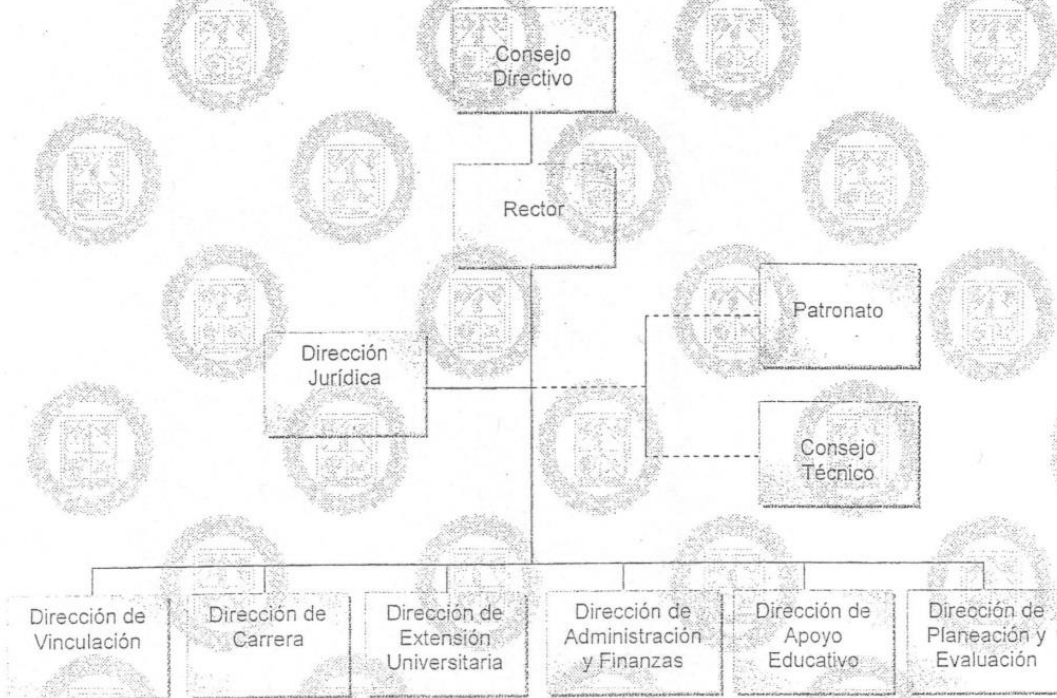 Consejo
Directivo
Rector
Patronato
Dirección
Jurídica
Consejo
Técnico
Dirección de
Vinculación
Dirección de
Carrera
Dirección de
Extensión
Universitaria
Dirección de
Administración
y Finanzas
Dirección de
Apoyo
Educativo
Dirección de
Planeación y
Evaluación